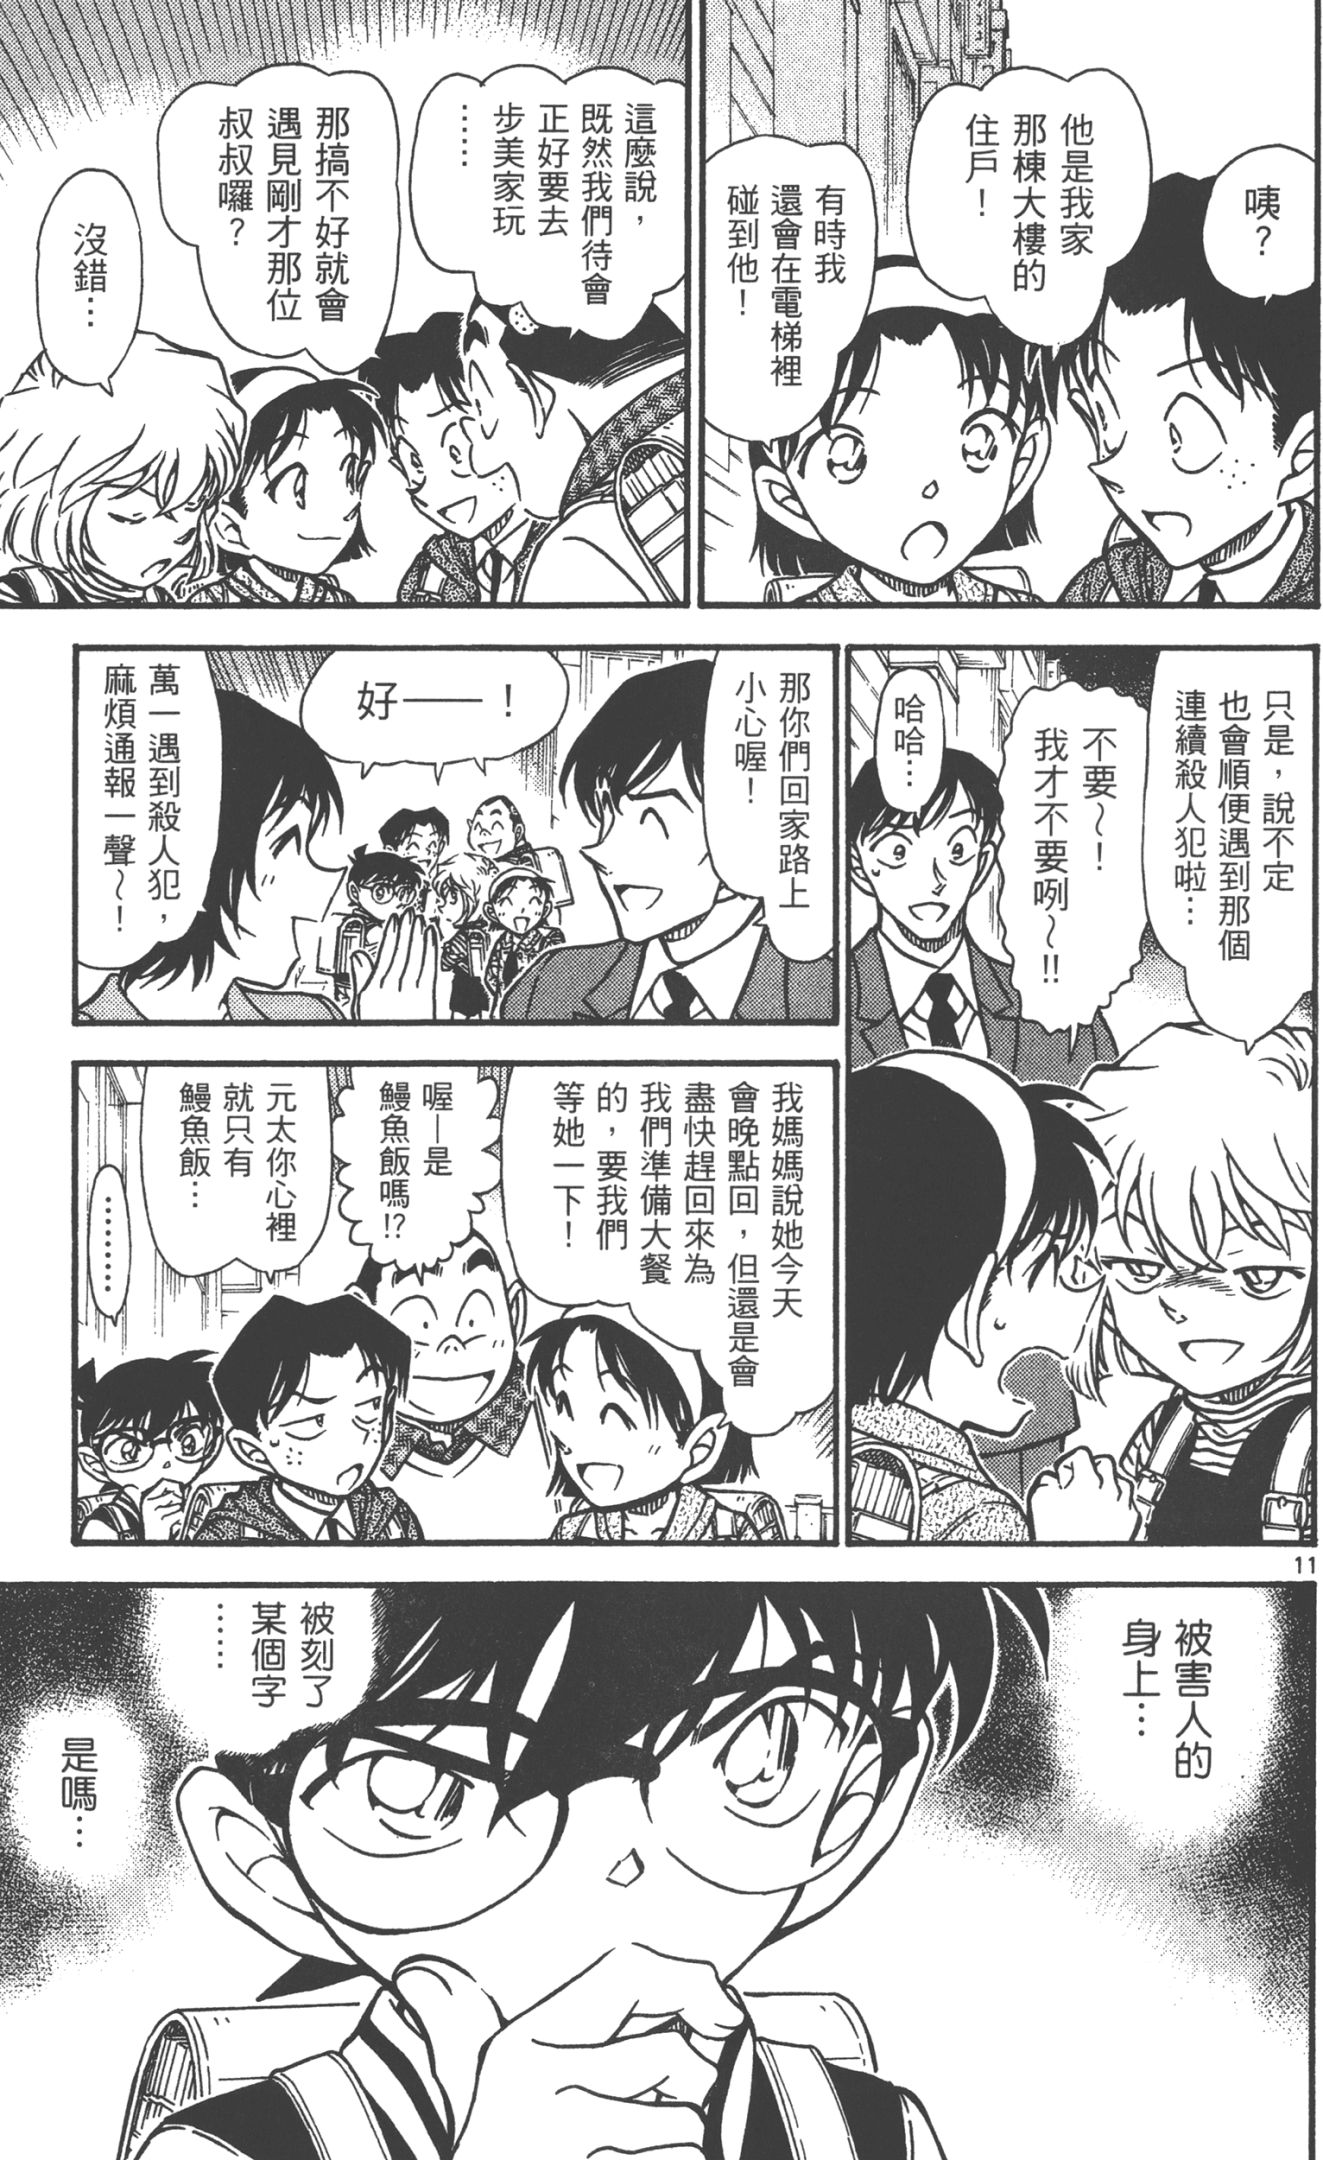 咦？
他是我家
那棟大樓的
住戶！
有時我
還會在電梯裡
碰到他！
這麼說，
既然我們待會
正好要去
步美家玩
……
那搞不好就會
遇見剛才那位
叔叔囉？
沒錯…
只是，說不定
也會順便遇到那個
連續殺人犯啦…
不要～！
我才不要咧～!!
哈哈…
那你們回家路上
小心喔！
好——！
萬一遇到殺人犯，
麻煩通報一聲～！
我媽媽說她今天
會晚點回，但還是會
盡快趕回來為
我們準備大餐
的，要我們
等她一下！
喔—是
鰻魚飯嗎!?
元太你心裡
就只有
鰻魚飯…
………
11
被害人的
身上…
被刻了
某個字
……
是嗎…